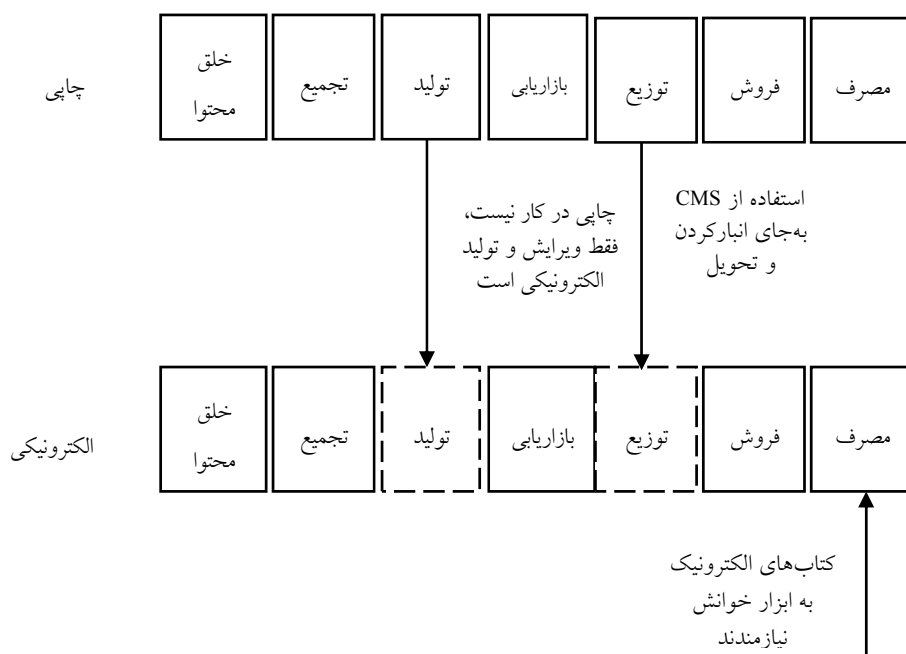 چاپی
خلق
محتوا
تجمیع
تولید
بازاریابی
توزیع
فروش
مصرف
چاپی در کار نیست،
فقط ویرایش و تولید
الکترونیکی است
استفاده از CMS
به‌جای انبارکردن
و تحویل
الکترونیکی
خلق
محتوا
تجمیع
تولید
بازاریابی
توزیع
فروش
مصرف
کتاب‌های الکترونیک
به ابزار خوانش
نیازمندند